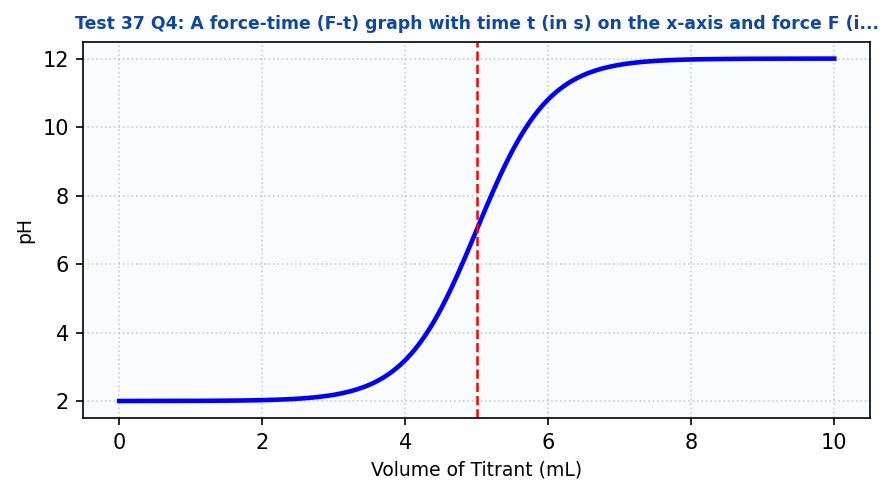 Test 37 Q4: A force-time (F-t) graph with time t (in s) on the x-axis and force F (i...
12
10
8
6
4
2
pH
0 2 4 6 8 10
Volume of Titrant (mL)